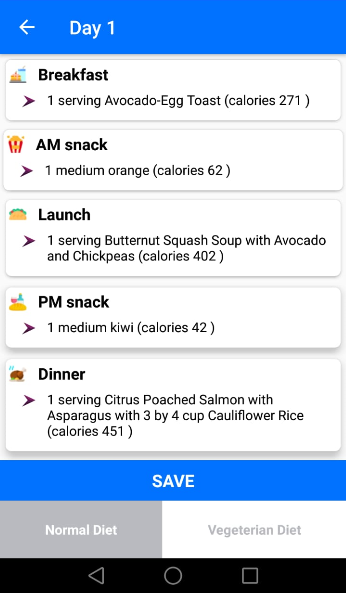 Day 1
Breakfast
1 serving Avocado-Egg Toast (calories 271 )
AM snack
1 medium orange (calories 62 )
Launch
1 serving Butternut Squash Soup with Avocado
and Chickpeas (calories 402 )
PM snack
1 medium kiwi (calories 42 )
Dinner
1 serving Citrus Poached Salmon with
Asparagus with 3 by 4 cup Cauliflower Rice
(calories 451 )
SAVE
Normal Diet
Vegeterian Diet